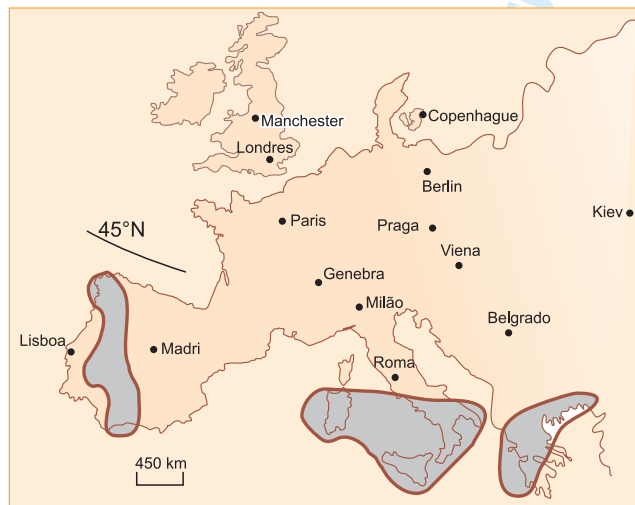 Copenhague
Manchester
Londres
Berlin
Kiev
Paris
Praga
45°N
Viena
Genebra
Milão
Belgrado
Lisboa
Madri
Roma
450 km